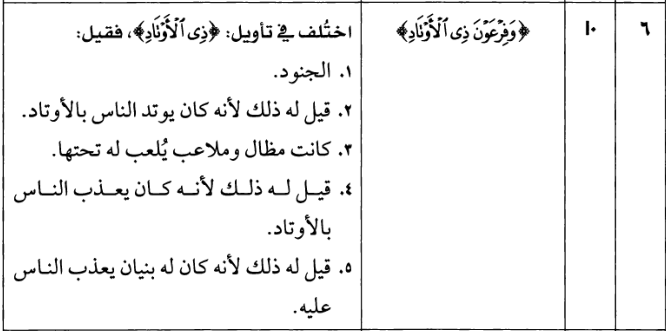 ٦
١٠
﴿وَفِرْعَوْنَ ذِى ٱلْأَوْتَادِ﴾
اختُلف في تأويل: ﴿ذِى ٱلْأَوْتَادِ﴾، فقيل:
١. الجنود.
٢. قيل له ذلك لأنه كان يوتد الناس بالأوتاد.
٣. كانت مظال وملاعب يُلعب له تحتها.
٤. قيل له ذلك لأنه كان يعذب الناس
بالأوتاد.
٥. قيل له ذلك لأنه كان له بنيان يعذب الناس
عليه.